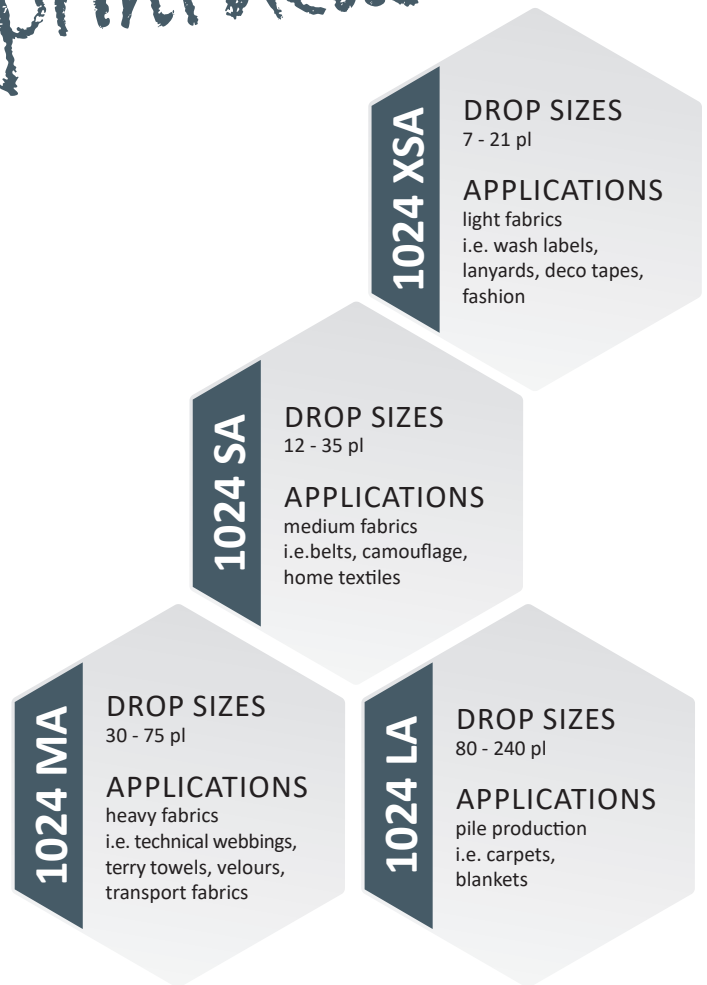 1024 XSA
DROP SIZES
7 - 21 pl
APPLICATIONS
light fabrics
i.e. wash labels,
lanyards, deco tapes,
fashion
1024 SA
DROP SIZES
12 - 35 pl
APPLICATIONS
medium fabrics
i.e.belts, camouflage,
home textiles
1024 MA
DROP SIZES
30 - 75 pl
APPLICATIONS
heavy fabrics
i.e. technical webbings,
terry towels, velours,
transport fabrics
1024 LA
DROP SIZES
80 - 240 pl
APPLICATIONS
pile production
i.e. carpets,
blankets